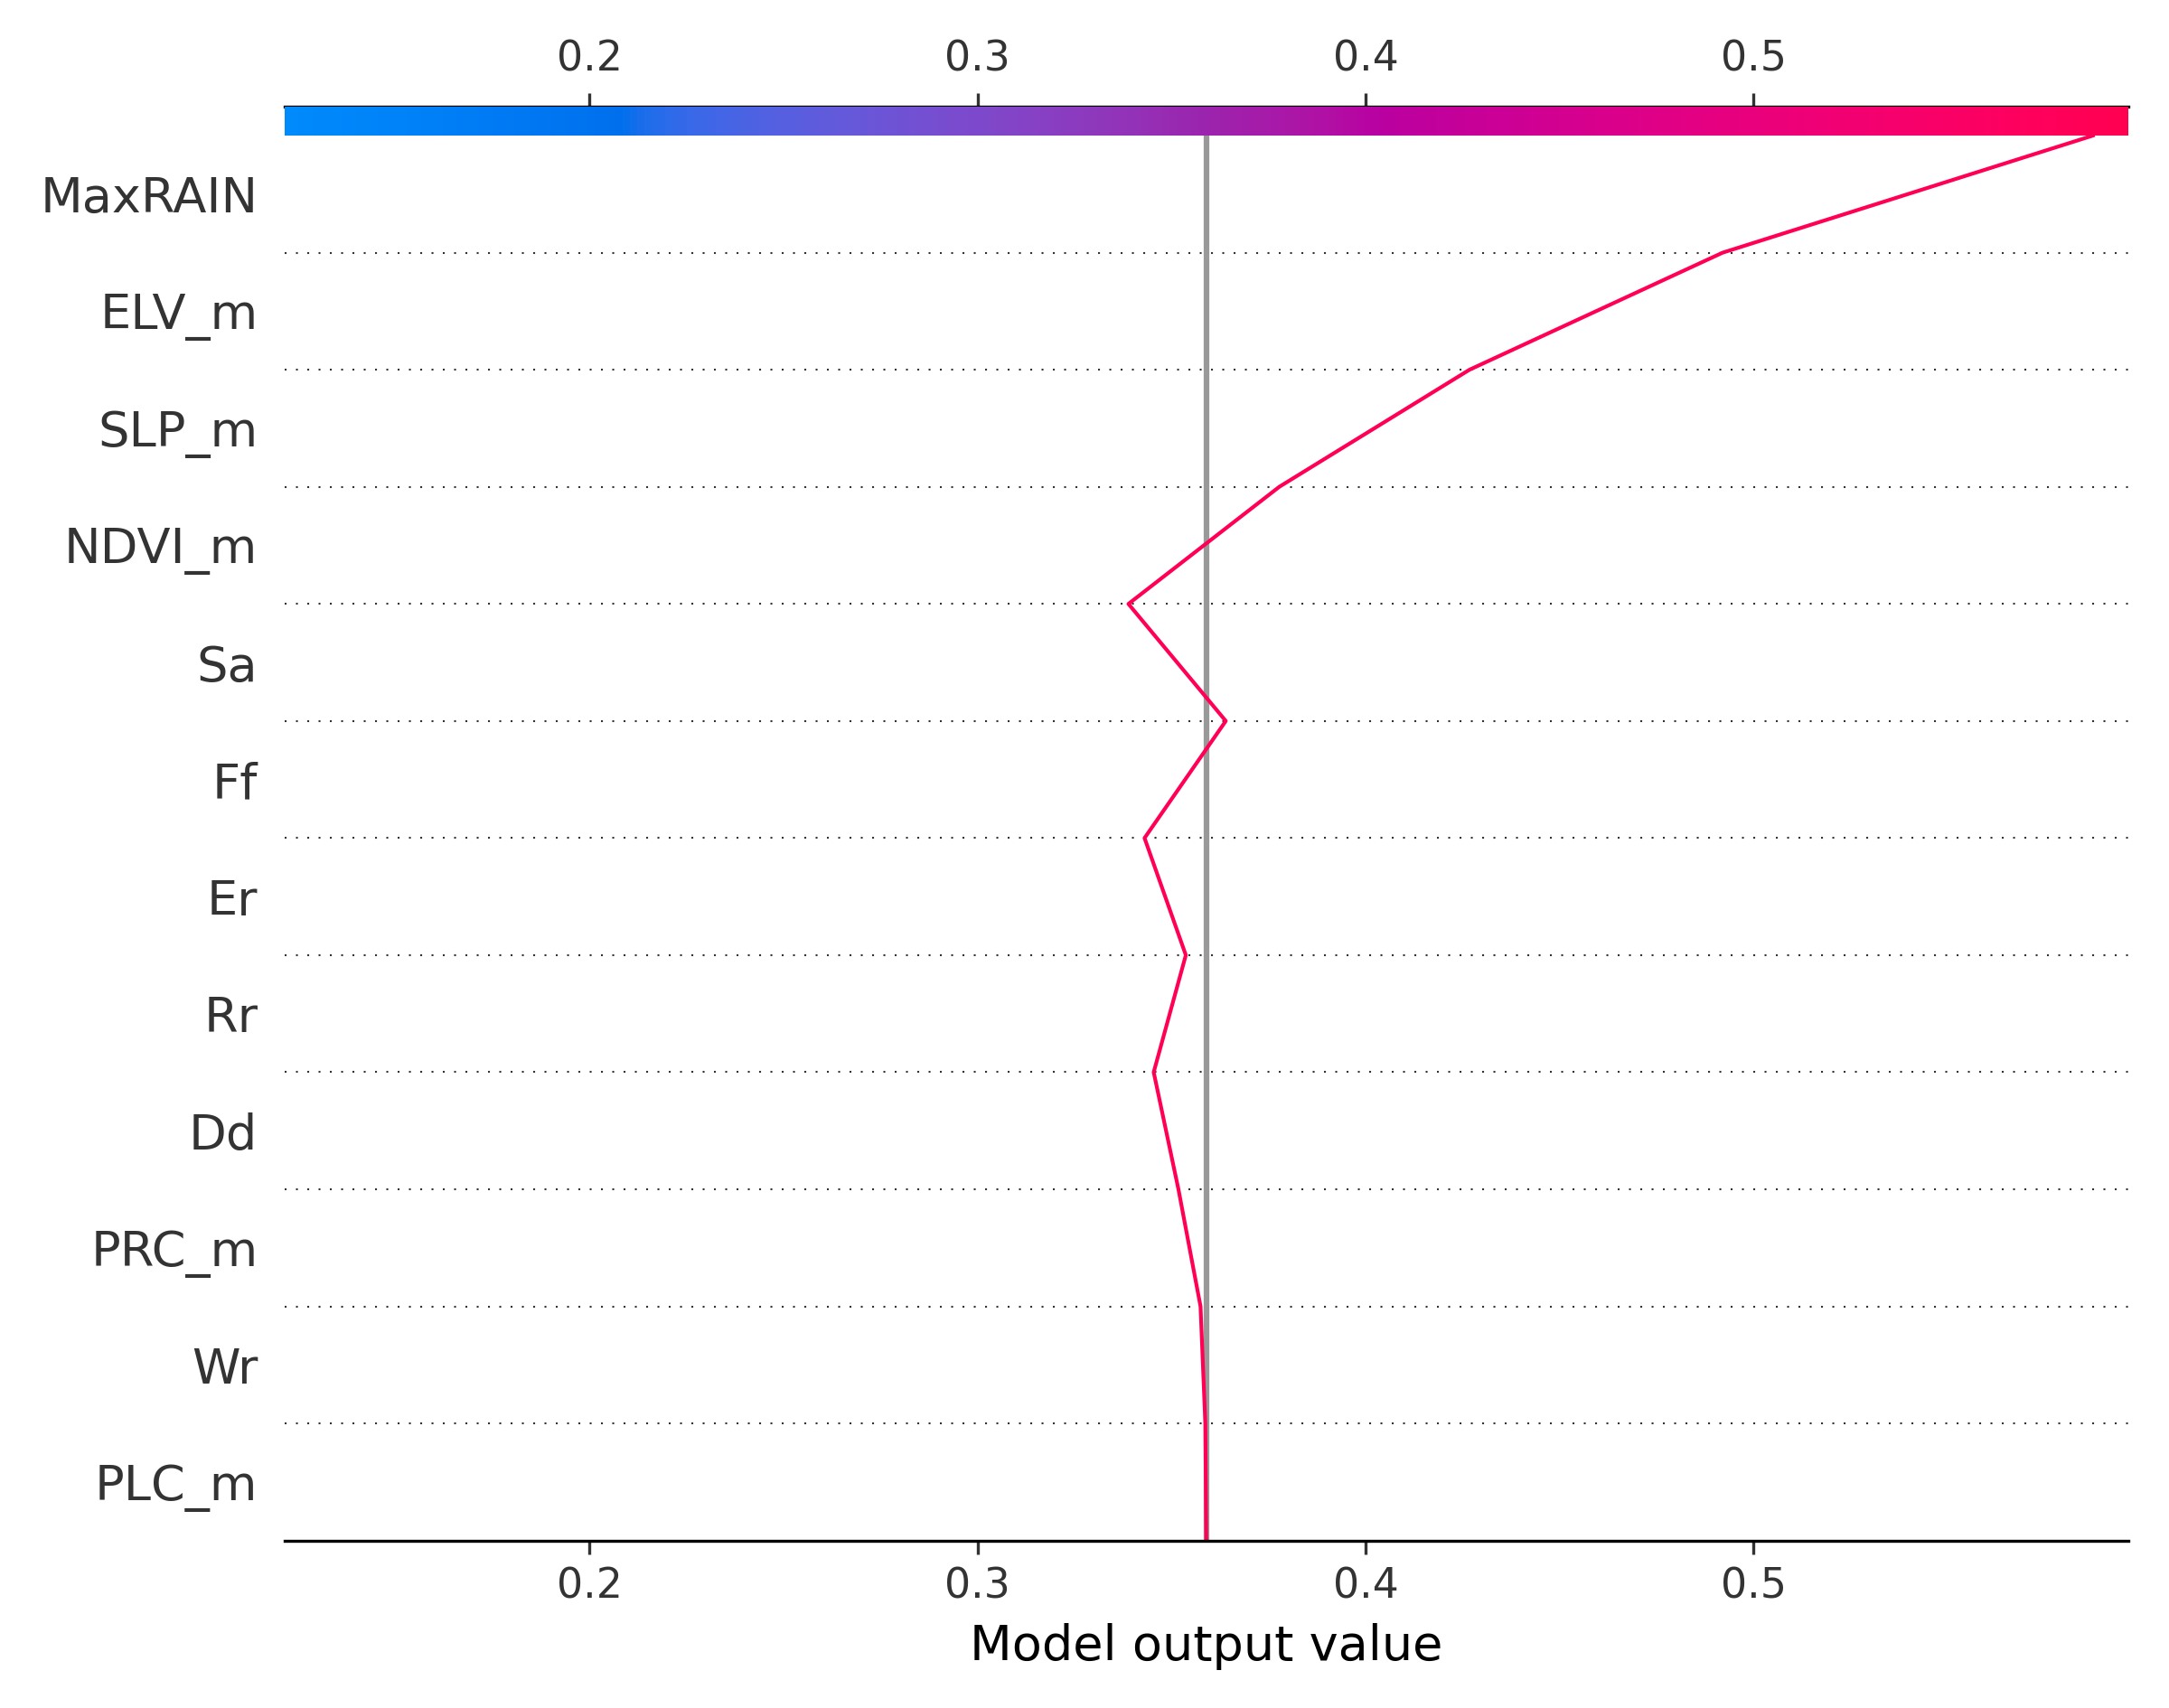 0.2 0.3 0.4 0.5
MaxRAIN
ELV_m
SLP_m
NDVI_m
Sa
Ff
Er
Rr
Dd
PRC_m
Wr
PLC_m
0.2 0.3 0.4 0.5
Model output value